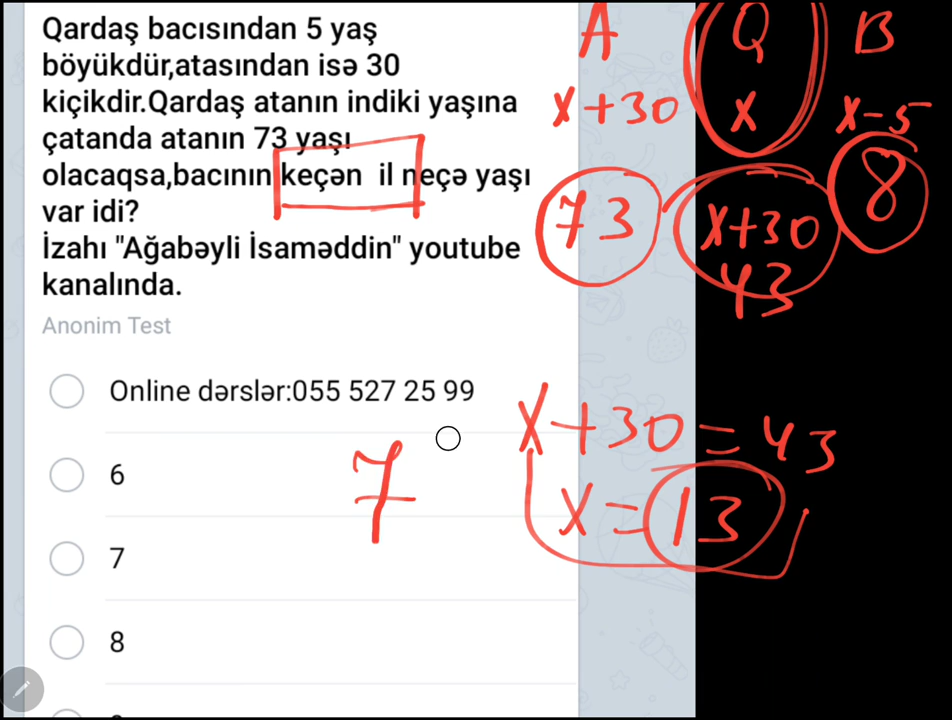 Qardaş bacısından 5 yaş
böyükdür,atasından isə 30
kiçikdir.Qardaş atanın indiki yaşına
çatanda atanın 73 yaşı
olacaqsa,bacının keçən il neçə yaşı
var idi?
İzahı "Ağabəyli İsaməddin" youtube
kanalında.
Anonim Test
Online dərslər:055 527 25 99
6
7
8
A Q B
x+30 x x-5
8
73 x+30
43
x+30=43
x=13
7